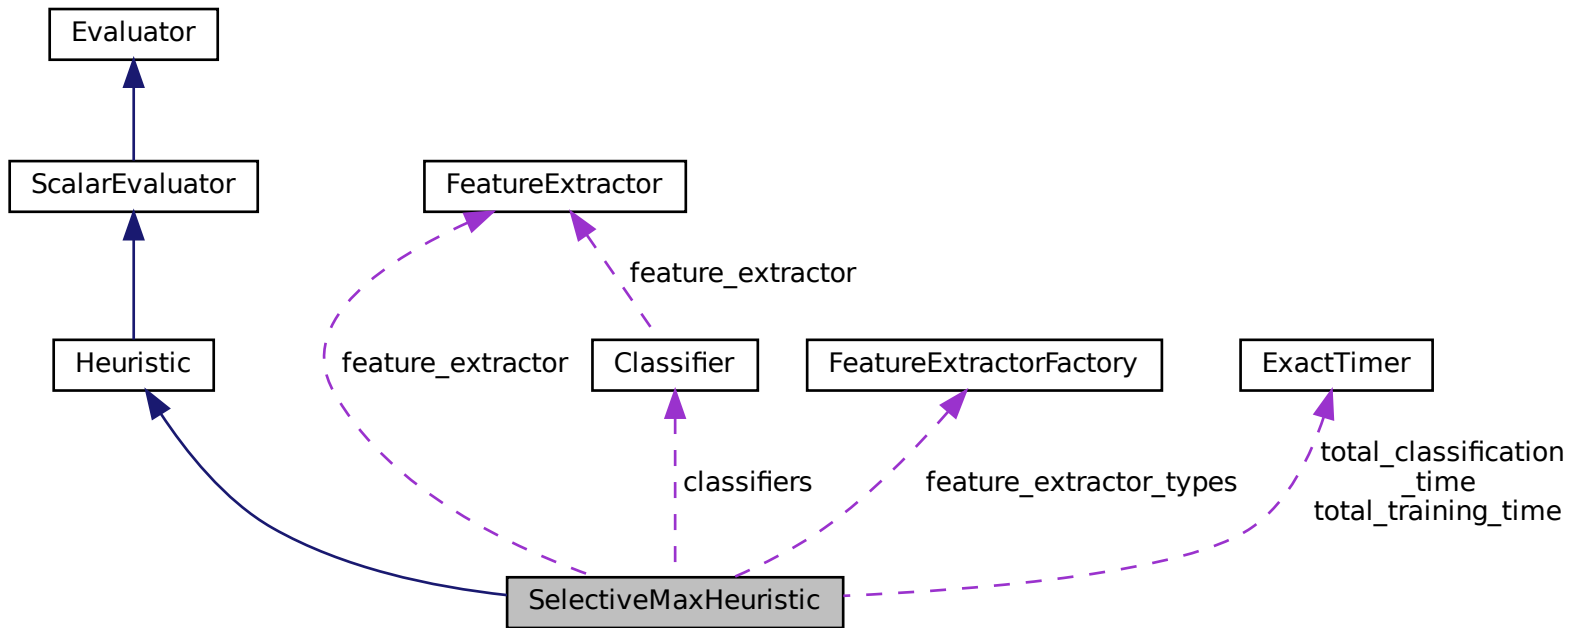 Evaluator
ScalarEvaluator
FeatureExtractor
feature_extractor
Heuristic
feature_extractor
Classifier
FeatureExtractorFactory
ExactTimer
classifiers
feature_extractor_types
total_classification
_time
total_training_time
SelectiveMaxHeuristic